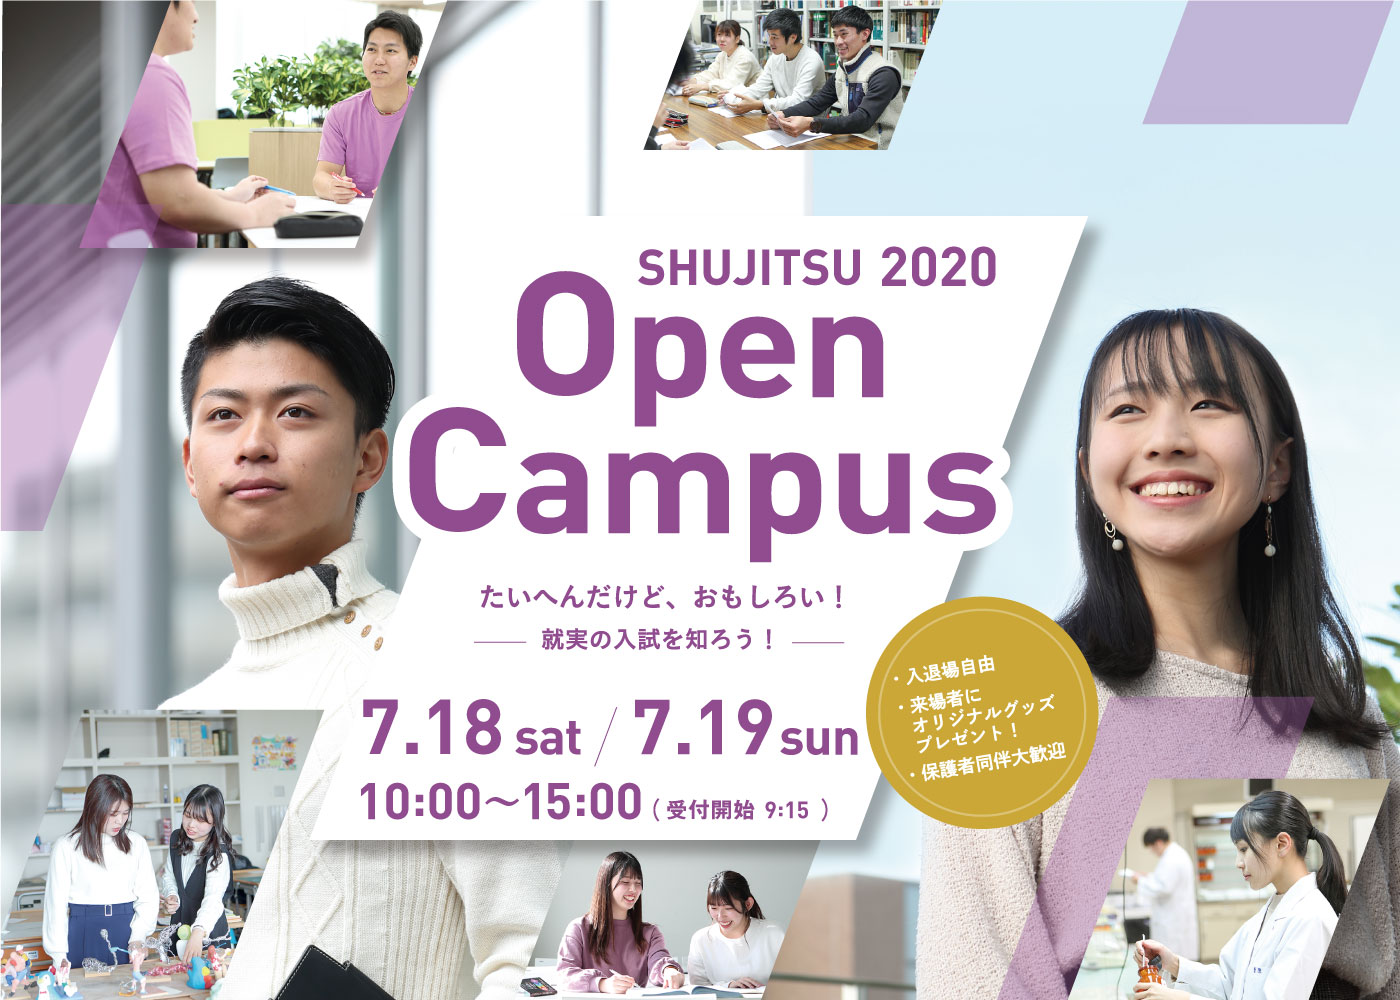 SHUJITSU 2020
Open
Campus
たいへんだけど、おもしろい！
就実の入試を知ろう！
7.18 sat / 7.19 sun
10:00～15:00 ( 受付開始 9:15 )
・入退場自由
・来場者に
オリジナルグッズ
プレゼント！
・保護者同伴大歓迎